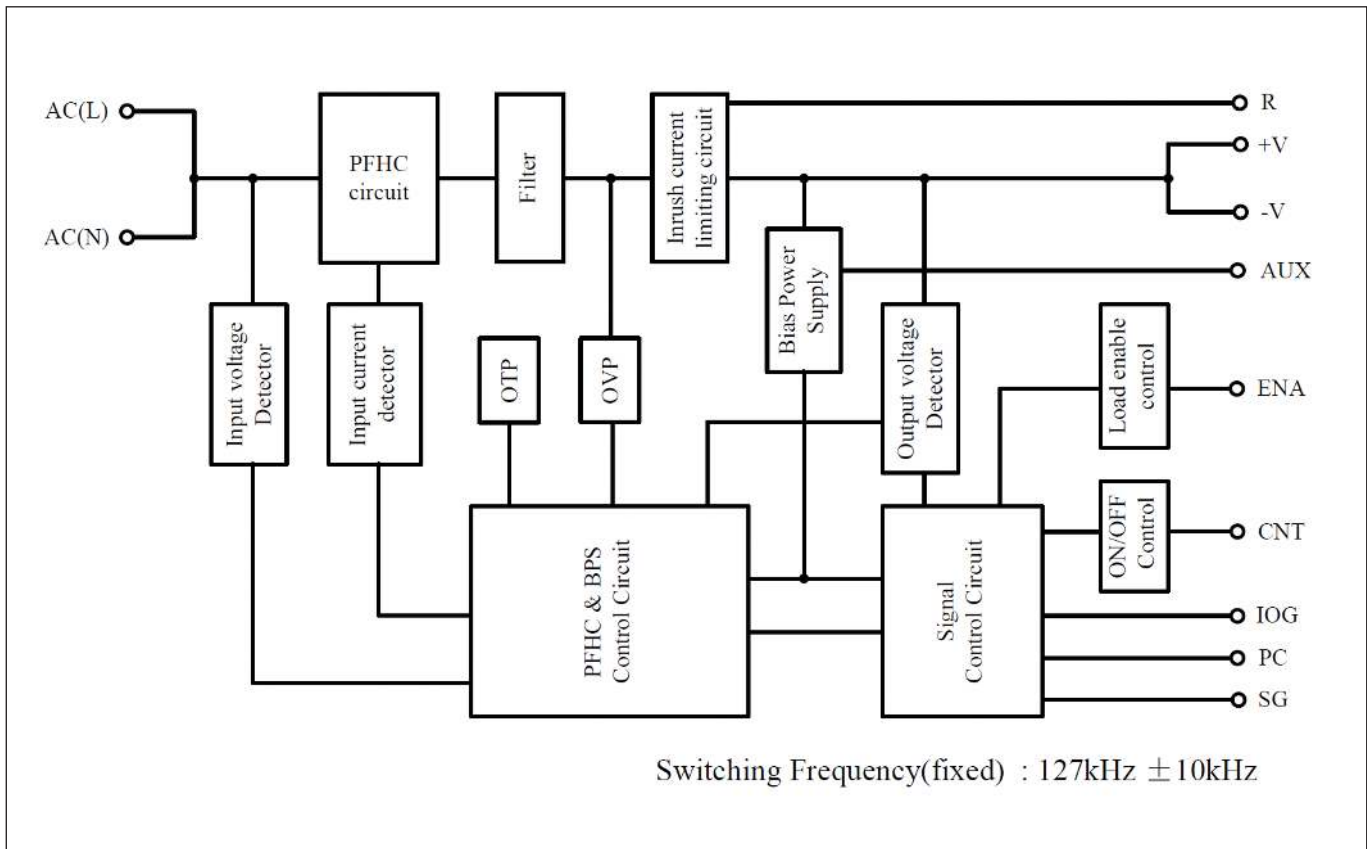 AC(L)
AC(N)
PFHC
circuit
Filter
Inrush current
limiting circuit
R
+V
-V
AUX
Input voltage
Detector
Input current
detector
OTP
OVP
Bias Power
Supply
Output voltage
Detector
Load enable
control
ENA
PFHC & BPS
Control Circuit
Signal
Control Circuit
ON/OFF
Control
CNT
IOG
PC
SG
Switching Frequency(fixed) : 127kHz ±10kHz